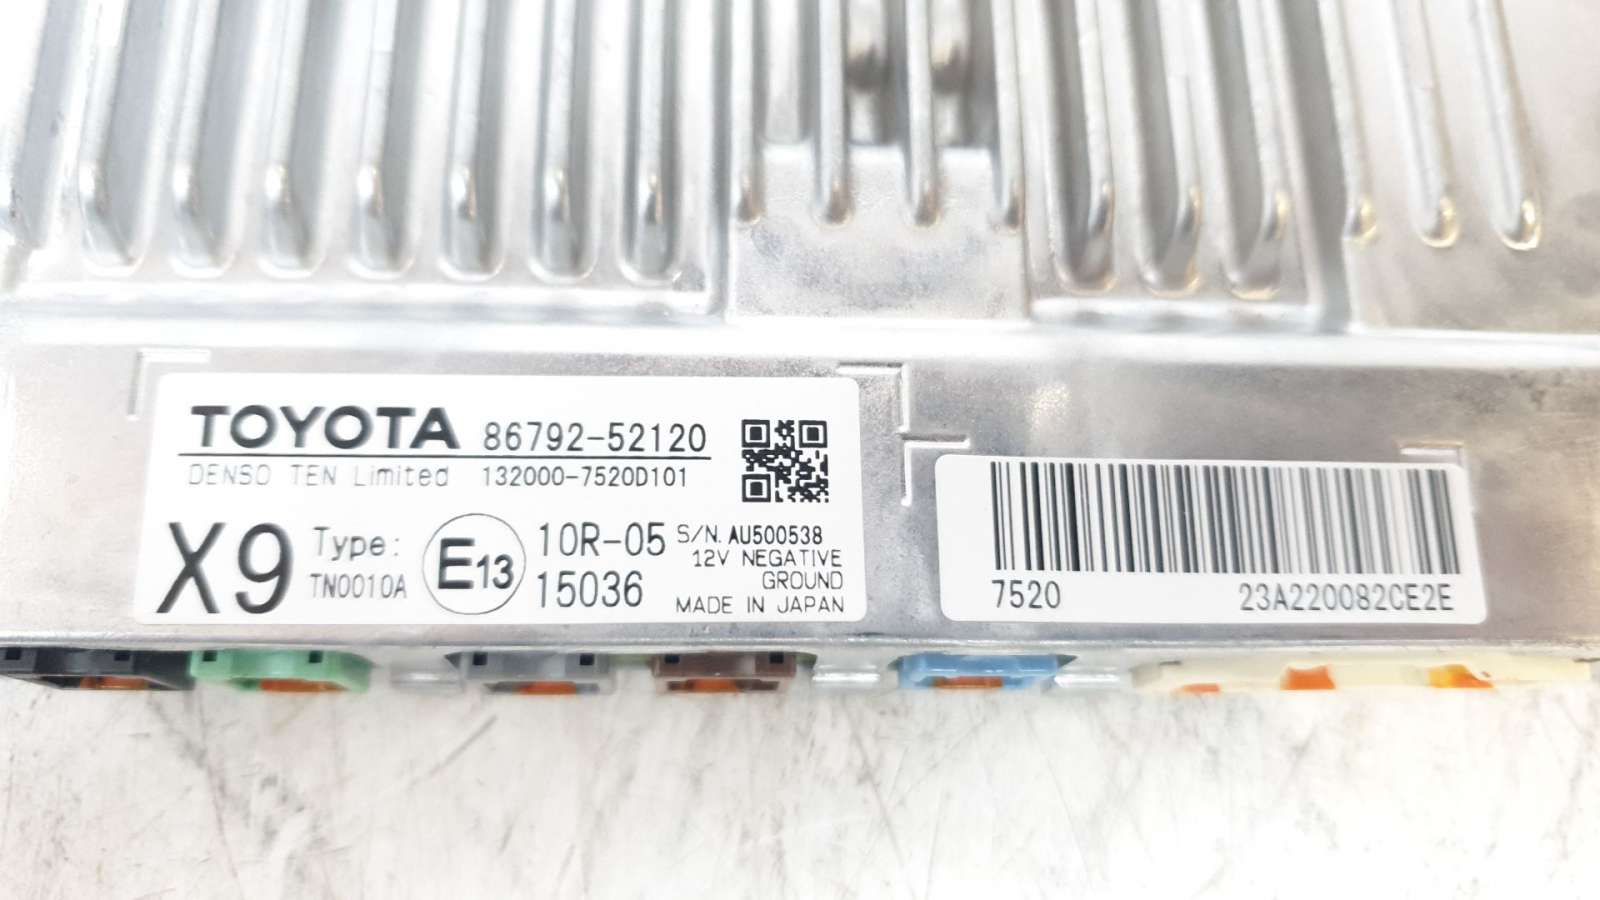 TOYOTA 86792-52120
DENSO TEN Limited 132000-7520D101
X9 Type: TN0010A E13 10R-05 15036
S/N. AU500538
12V NEGATIVE
GROUND
MADE IN JAPAN
7520 23A220082CE2E